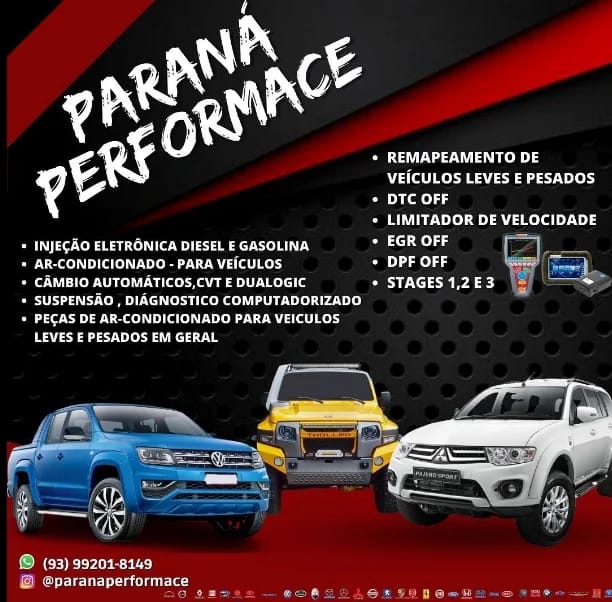 PARANÁ
PERFORMACE
REMAPEAMENTO DE
VEÍCULOS LEVES E PESADOS
DTC OFF
LIMITADOR DE VELOCIDADE
EGR OFF
DPF OFF
STAGES 1,2 E 3
INJEÇÃO ELETRÔNICA DIESEL E GASOLINA
AR-CONDICIONADO - PARA VEÍCULOS
CÂMBIO AUTOMÁTICOS,CVT E DUALOGIC
SUSPENSÃO , DIÁGNOSTICO COMPUTADORIZADO
PEÇAS DE AR-CONDICIONADO PARA VEICULOS
LEVES E PESADOS EM GERAL
TROLLER
PAJERO SPORT
(93) 99201-8149
@paranaperformace